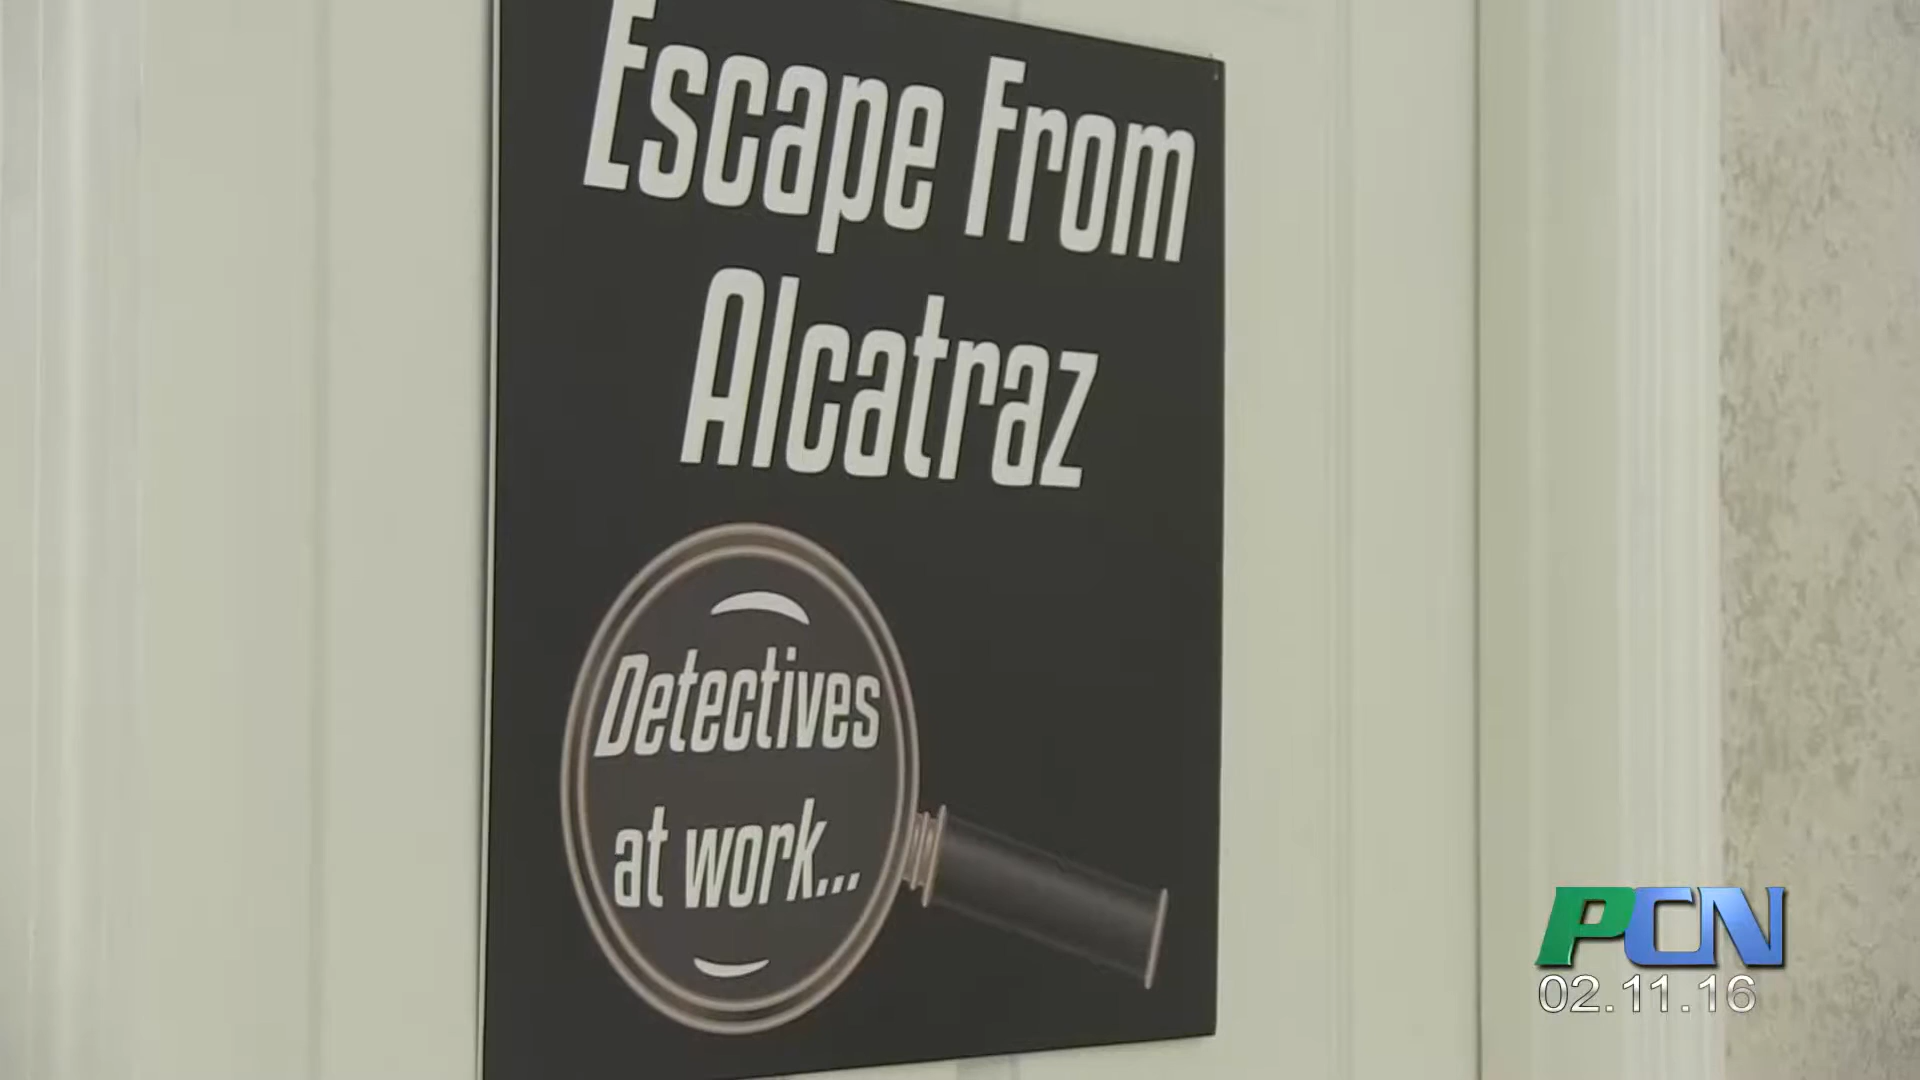 Escape From
Alcatraz
Detectives
at work...
PCN
02.11.16